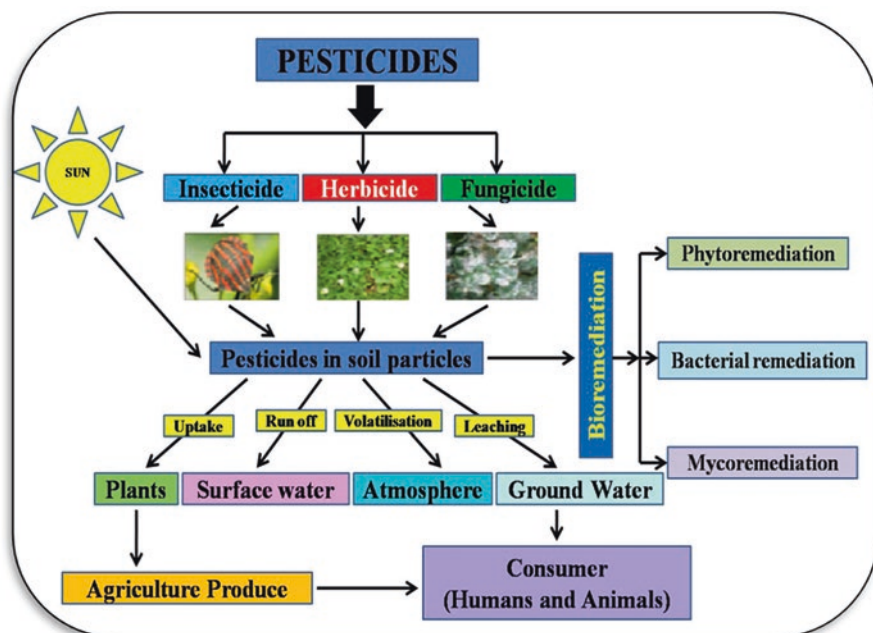 PESTICIDES
SUN
Insecticide
Herbicide
Fungicide
Pesticides in soil particles
Bioremediation
Phytoremediation
Bacterial remediation
Mycoremediation
Uptake
Run off
Volatilisation
Leaching
Plants
Surface water
Atmosphere
Ground Water
Agriculture Produce
Consumer
(Humans and Animals)